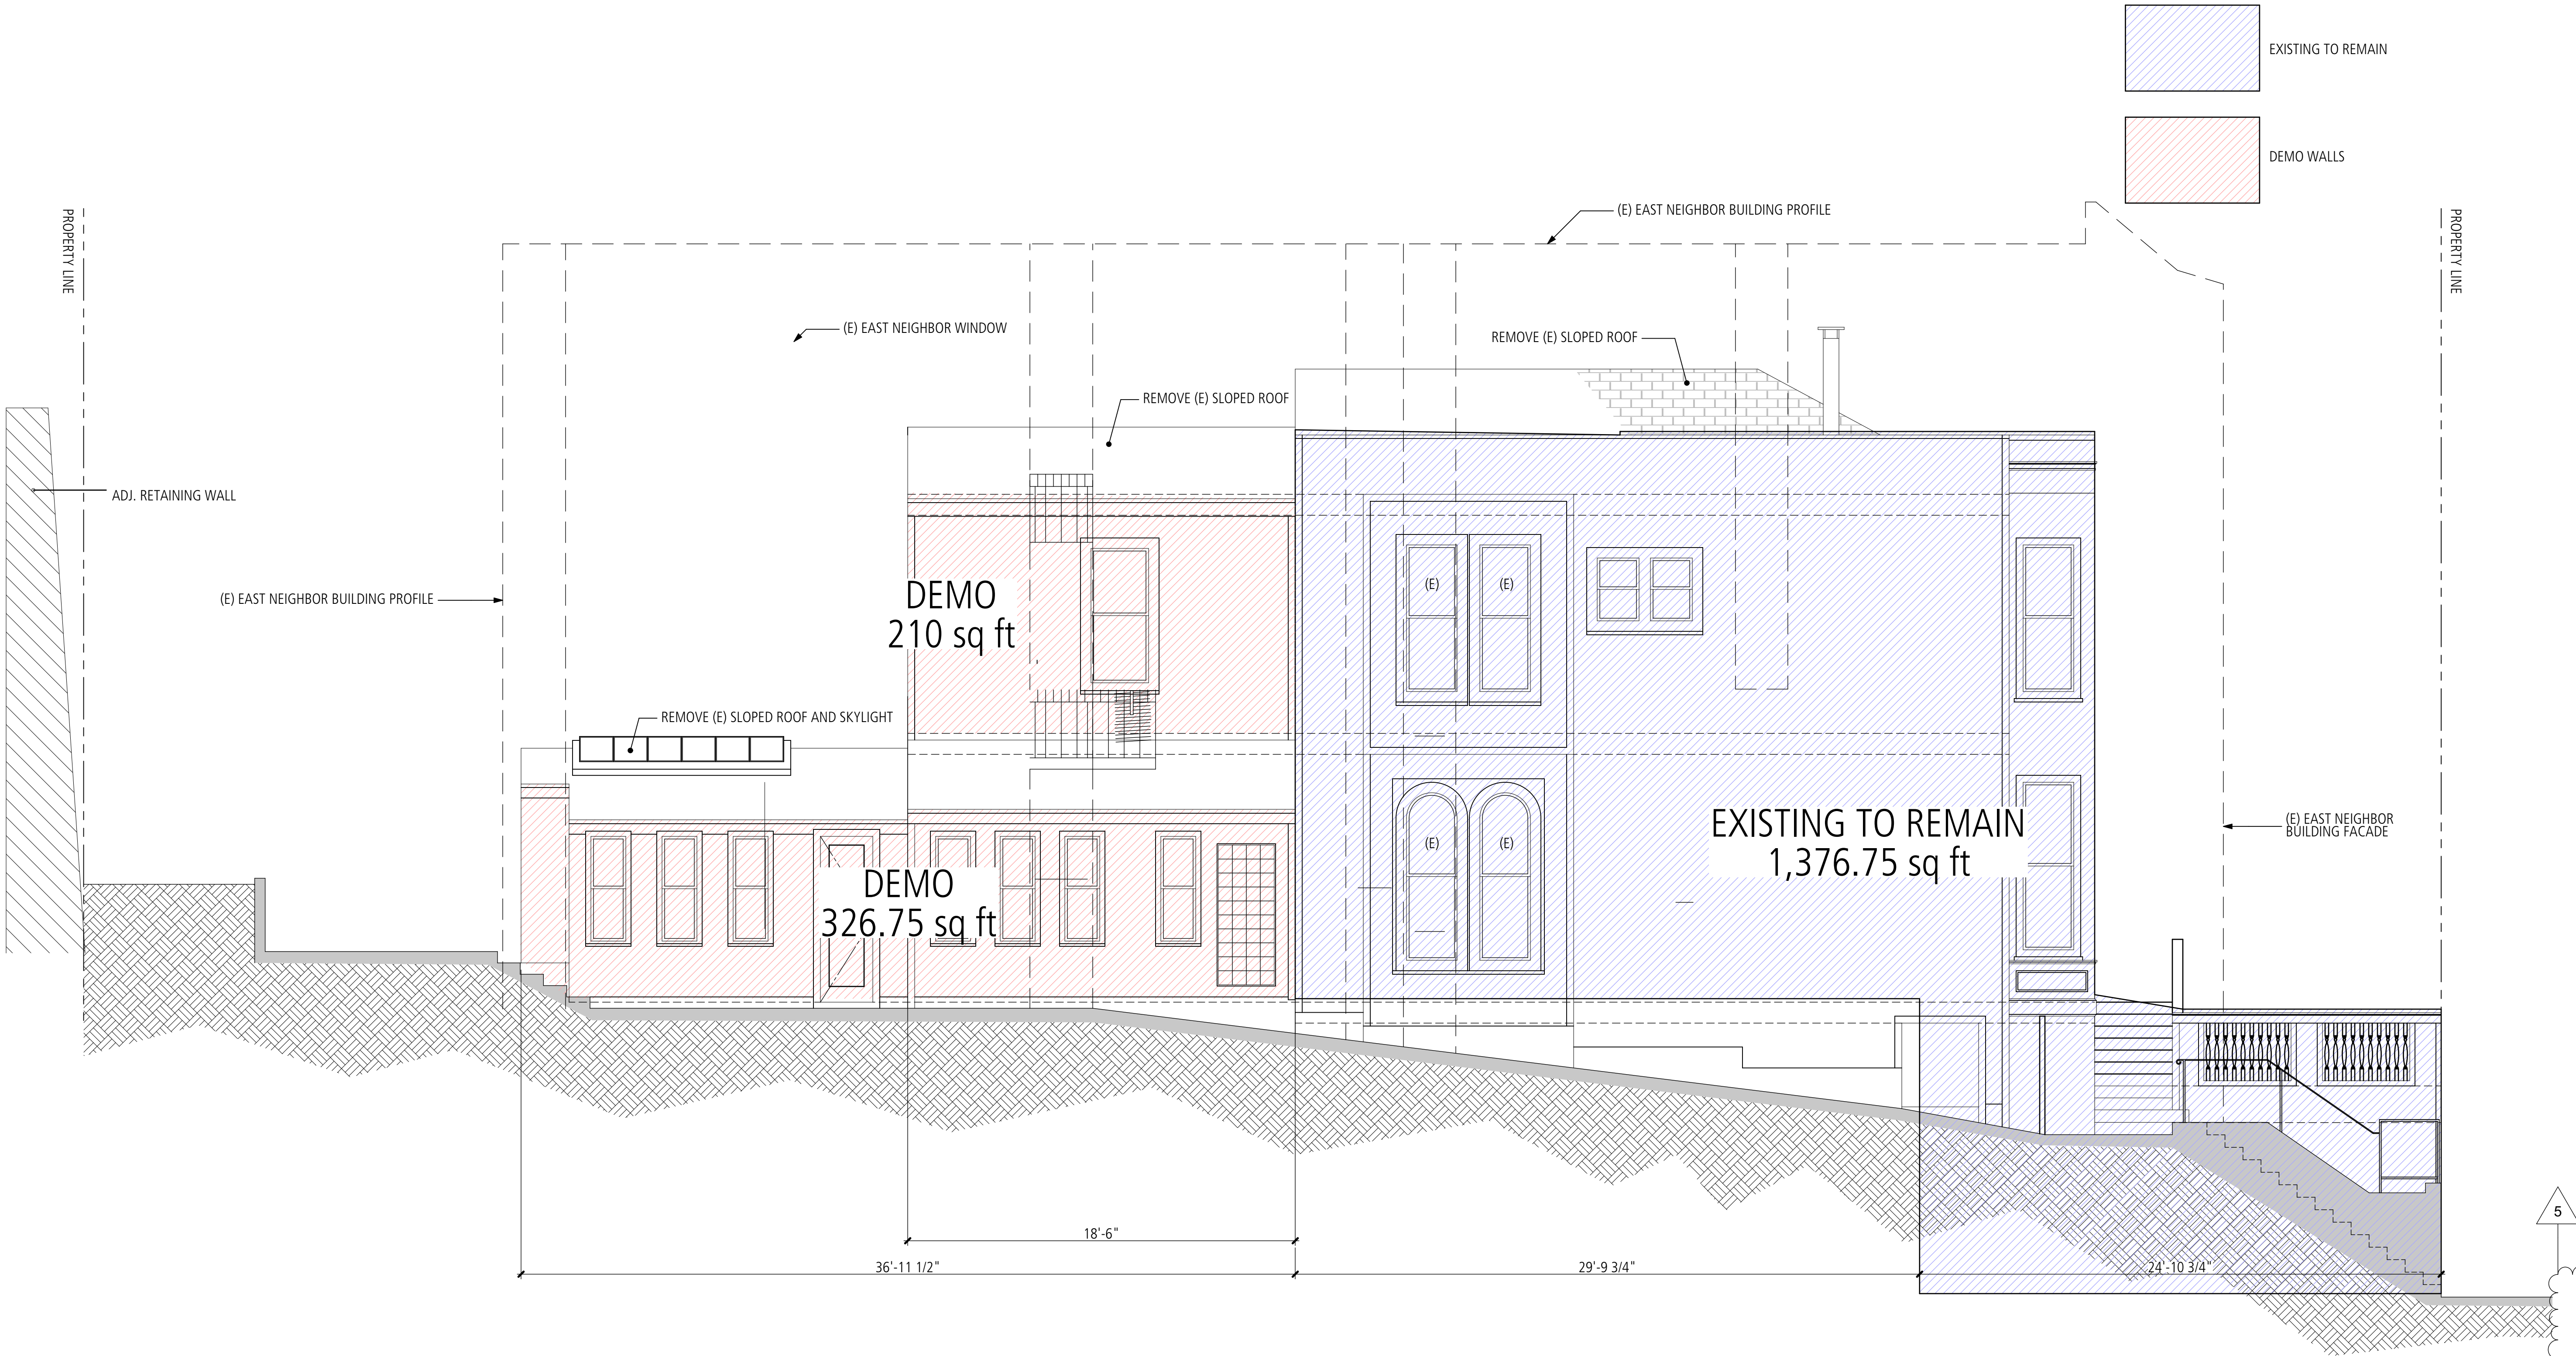 EXISTING TO REMAIN
DEMO WALLS
PROPERTY LINE
PROPERTY LINE
(E) EAST NEIGHBOR BUILDING PROFILE
(E) EAST NEIGHBOR WINDOW
REMOVE (E) SLOPED ROOF
REMOVE (E) SLOPED ROOF
ADJ. RETAINING WALL
(E) EAST NEIGHBOR BUILDING PROFILE
DEMO
210 sq ft
(E)
(E)
REMOVE (E) SLOPED ROOF AND SKYLIGHT
EXISTING TO REMAIN
1,376.75 sq ft
(E) EAST NEIGHBOR
BUILDING FACADE
(E)
(E)
DEMO
326.75 sq ft
18'-6"
36'-11 1/2"
29'-9 3/4"
24'-10 3/4"
5